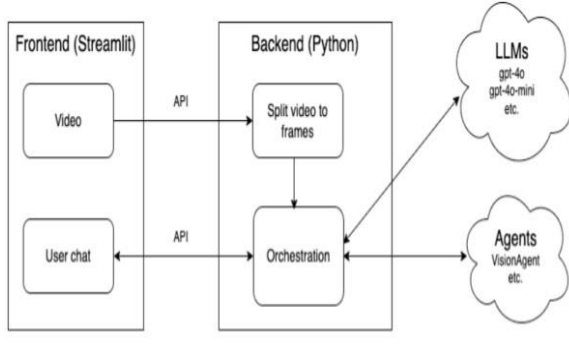 Frontend (Streamlit)
Backend (Python)
LLMs
gpt-4o
gpt-4o-mini
etc.
API
Video
Split video to
frames
API
User chat
Orchestration
Agents
VisionAgent
etc.